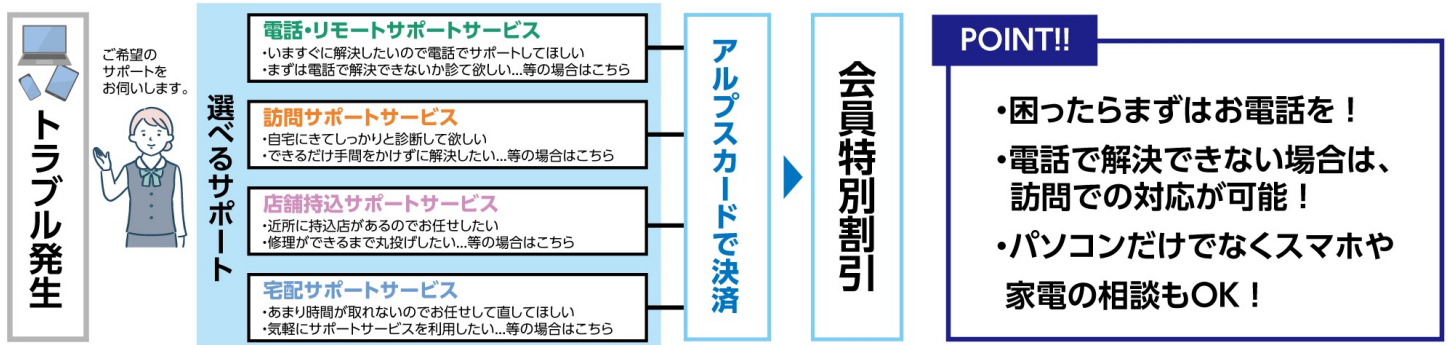 トラブル発生
ご希望の
サポートを
お伺いします。
選べるサポート
電話・リモートサポートサービス
・いますぐに解決したいので電話でサポートしてほしい
・まずは電話で解決できないか診て欲しい...等の場合はこちら
訪問サポートサービス
・自宅にきてしっかりと診断して欲しい
・できるだけ手間をかけずに解決したい...等の場合はこちら
店舗持込サポートサービス
・近所に持込店があるのでお任せしたい
・修理ができるまで丸投げしたい...等の場合はこちら
宅配サポートサービス
・あまり時間が取れないのでお任せして直してほしい
・気軽にサポートサービスを利用したい...等の場合はこちら
アルプスカードで決済
会員特別割引
POINT!!
・困ったらまずはお電話を！
・電話で解決できない場合は、
訪問での対応が可能！
・パソコンだけでなくスマホや
家電の相談もOK！